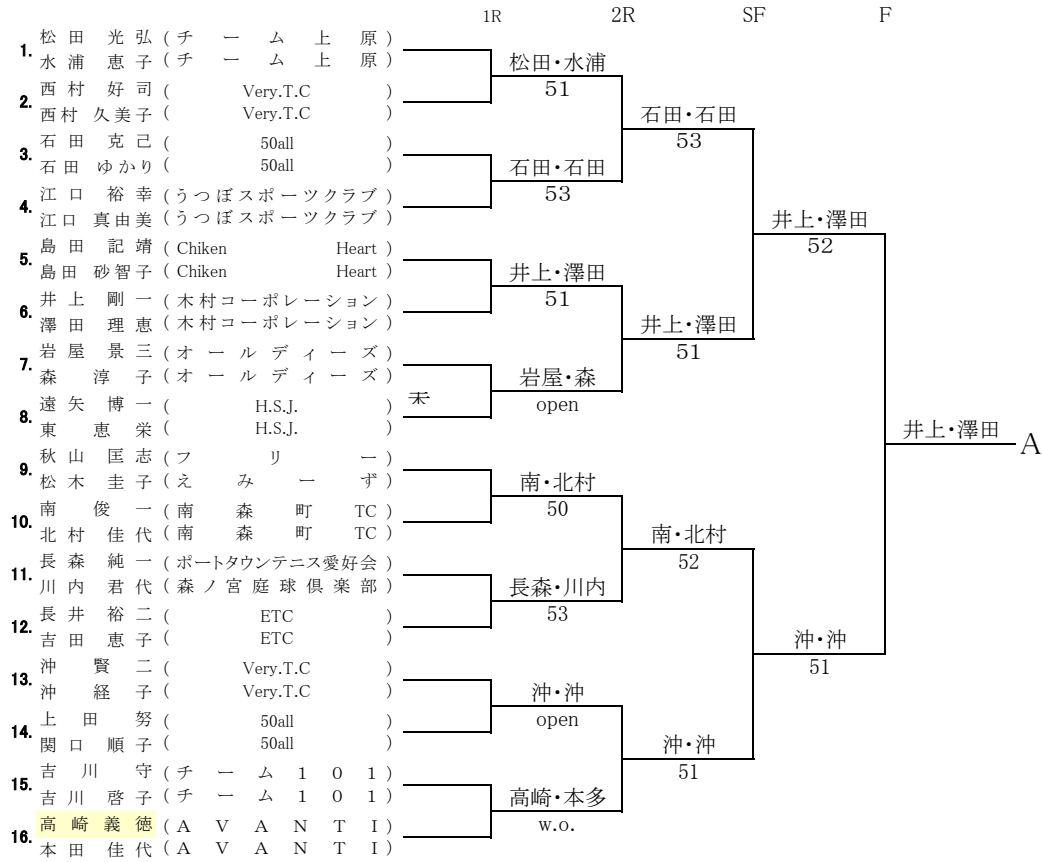 1R 2R SF F
1. 松田 光弘 (チーム上原)
水浦 恵子 (チーム上原)
2. 西村 好司 (Very.T.C)
西村 久美子 (Very.T.C)
3. 石田 克己 (50all)
石田 ゆかり (50all)
4. 江口 裕幸 (うつぼスポーツクラブ)
江口 真由美 (うつぼスポーツクラブ)
5. 島田 記靖 (Chiken Heart)
島田 砂智子 (Chiken Heart)
6. 井上 剛一 (木村コーポレーション)
澤田 理恵 (木村コーポレーション)
7. 岩屋 景三 (オールディーズ)
森 淳子 (オールディーズ)
8. 遠矢 博一 (H.S.J.)
東 恵栄 (H.S.J.)
9. 秋山 匡志 (フリー)
松木 圭子 (えみーず)
10. 南 俊一 (南森町TC)
北村 佳代 (南森町TC)
11. 長森 純一 (ポートタウンテニス愛好会)
川内 君代 (森ノ宮庭球倶楽部)
12. 長井 裕二 (ETC)
吉田 恵子 (ETC)
13. 沖 賢二 (Very.T.C)
沖 経子 (Very.T.C)
14. 上田 努 (50all)
関口 順子 (50all)
15. 吉川 守 (チーム101)
吉川 啓子 (チーム101)
16. 高崎 義徳 (AVANTI)
本田 佳代 (AVANTI)
松田・水浦
51
石田・石田
53
井上・澤田
51
岩屋・森
open
南・北村
50
長森・川内
53
沖・沖
open
高崎・本多
w.o.
石田・石田
53
井上・澤田
51
南・北村
52
沖・沖
51
井上・澤田
52
沖・沖
51
井上・澤田
A